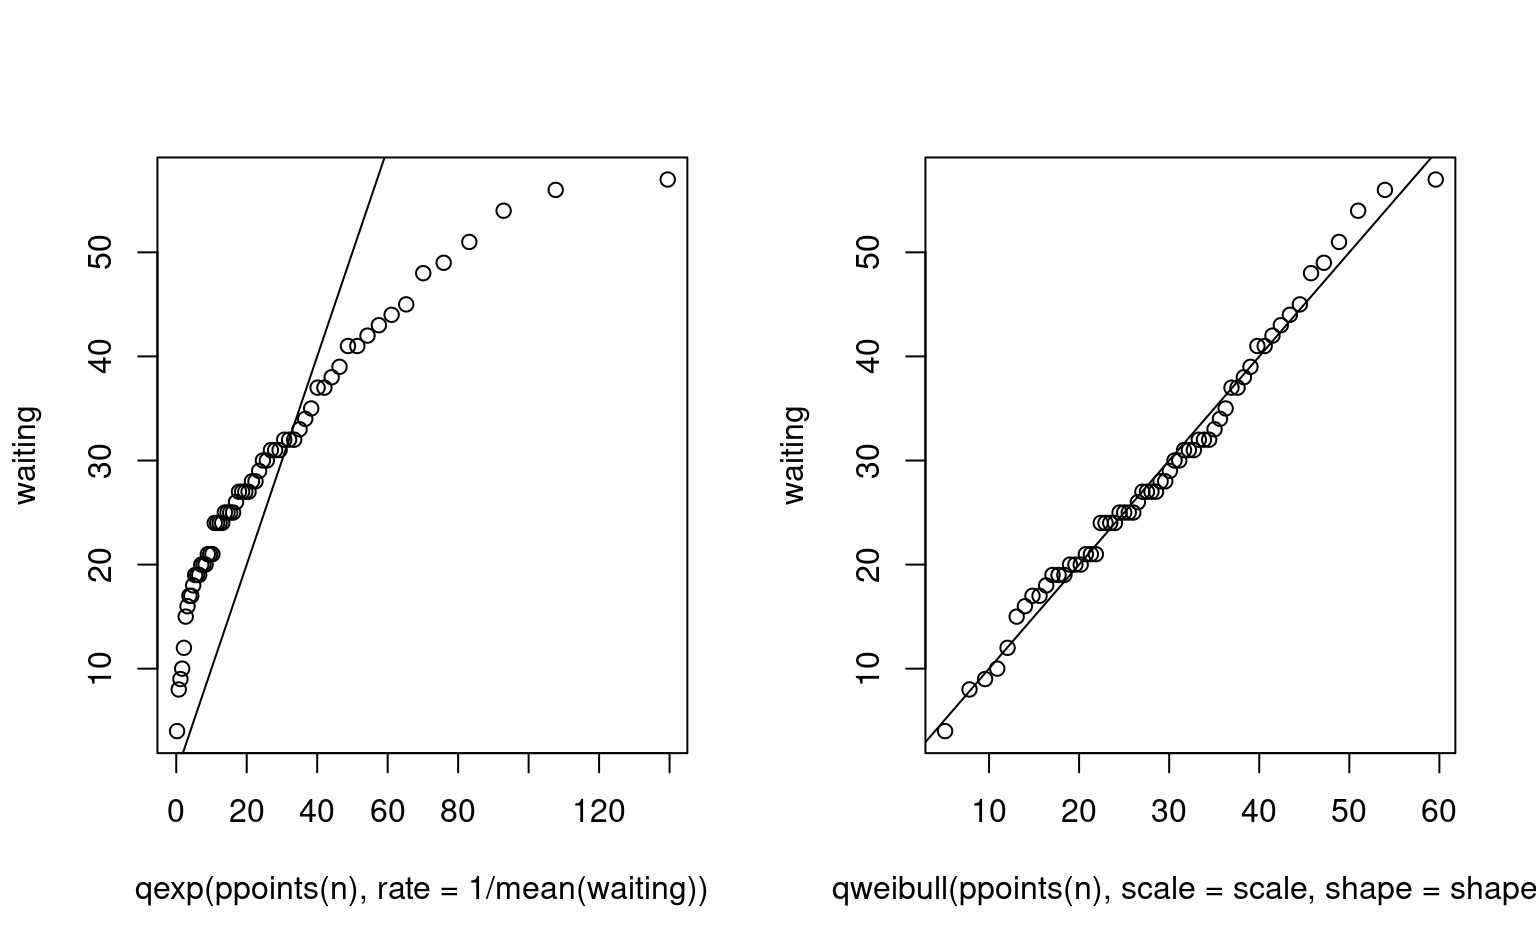 waiting
50
40
30
20
10
0 20 40 60 80 120
qexp(ppoints(n), rate = 1/mean(waiting))
waiting
50
40
30
20
10
10 20 30 40 50 60
qweibull(ppoints(n), scale = scale, shape = shape